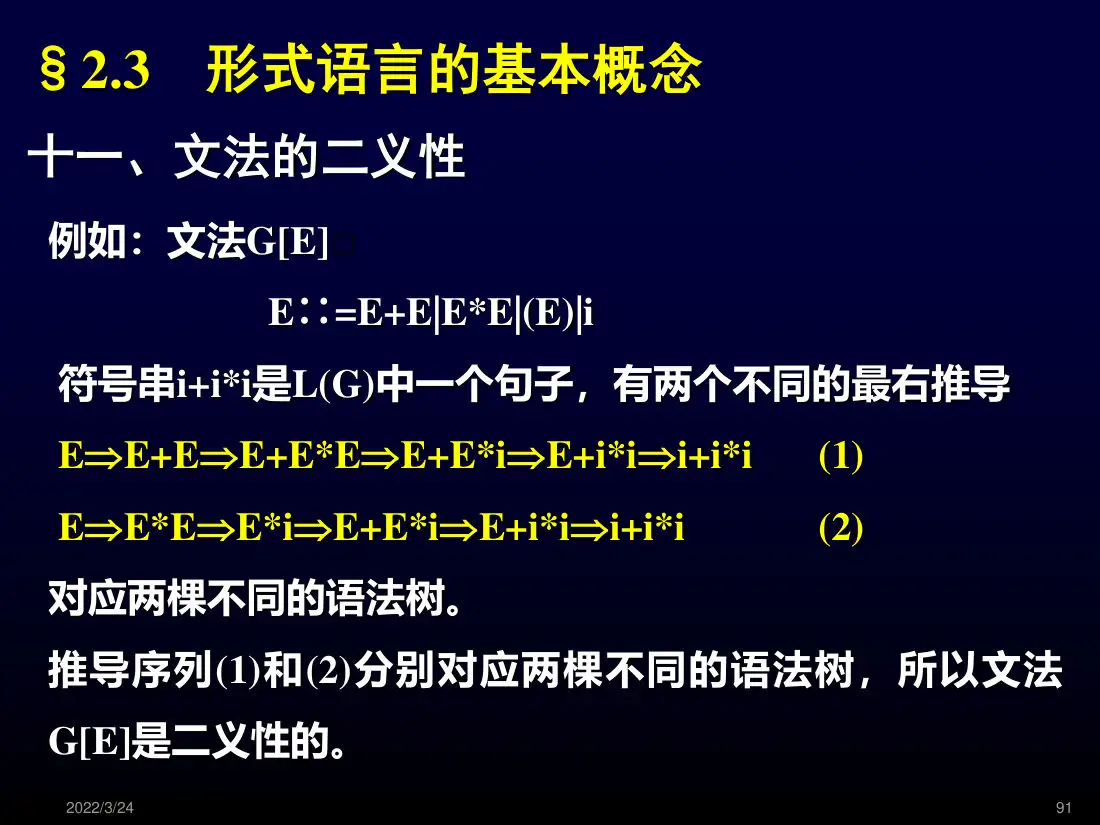 §2.3 形式语言的基本概念
十一、文法的二义性
例如：文法G[E]
E∷=E+E|E*E|(E)|i
符号串i+i*i是L(G)中一个句子，有两个不同的最右推导
E⇒E+E⇒E+E*E⇒E+E*i⇒E+i*i⇒i+i*i (1)
E⇒E*E⇒E*i⇒E+E*i⇒E+i*i⇒i+i*i (2)
对应两棵不同的语法树。
推导序列(1)和(2)分别对应两棵不同的语法树，所以文法
G[E]是二义性的。
2022/3/24
91